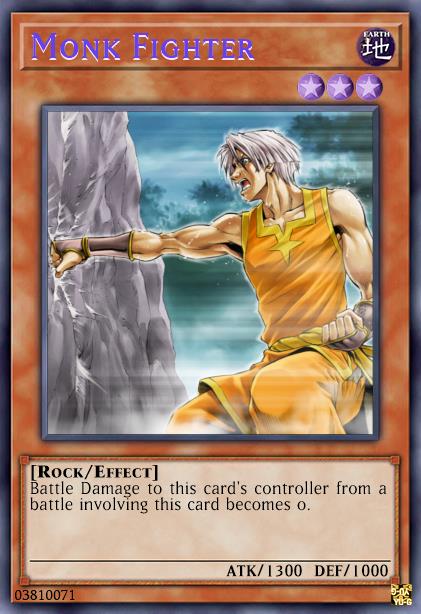 Monk Fighter
EARTH
地
[Rock/Effect]
Battle Damage to this card's controller from a
battle involving this card becomes 0.
ATK/1300 DEF/1000
03810071